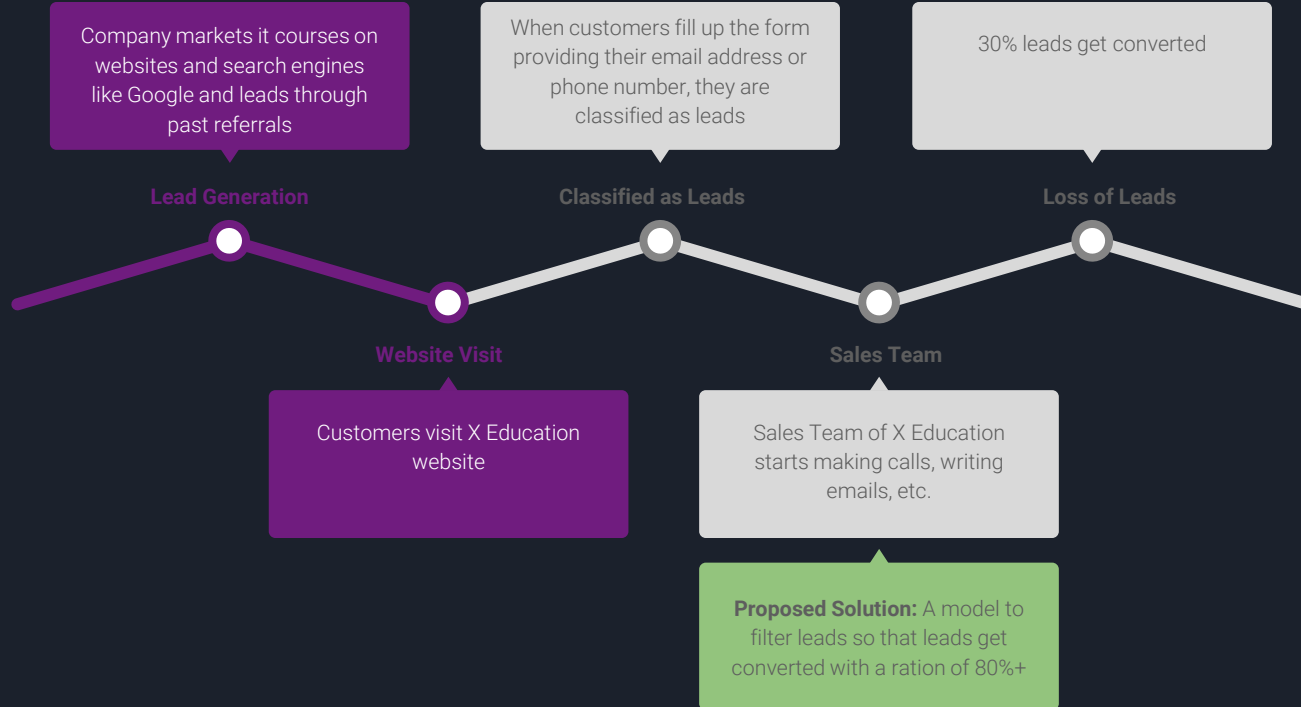 Company markets it courses on
websites and search engines
like Google and leads through
past referrals
Lead Generation
Website Visit
Customers visit X Education
website
When customers fill up the form
providing their email address or
phone number, they are
classified as leads
Classified as Leads
Sales Team
Sales Team of X Education
starts making calls, writing
emails, etc.
Proposed Solution: A model to
filter leads so that leads get
converted with a ration of 80%+
30% leads get converted
Loss of Leads